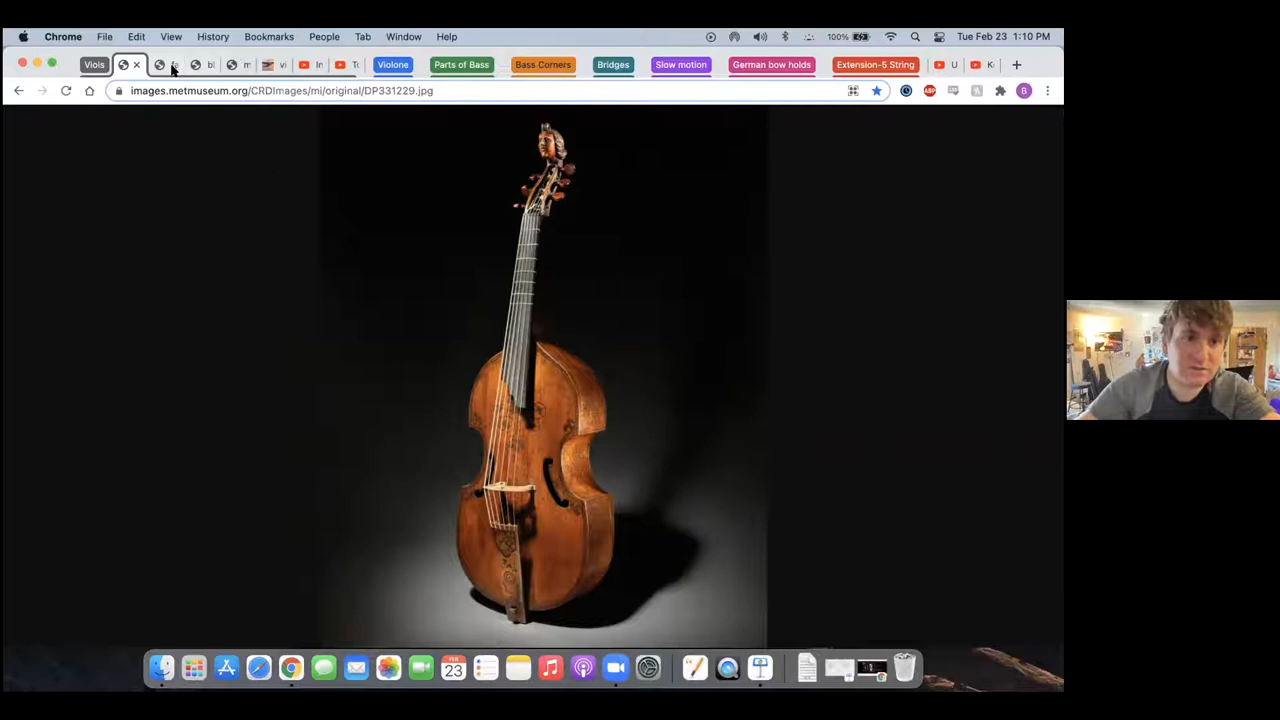 Chrome File Edit View History Bookmarks People Tab Window Help 100% Tue Feb 23 1:10 PM
Viols Violone Parts of Bass Bass Corners Bridges Slow motion German bow holds Extension-5 String
images.metmuseum.org/CRDImages/mi/original/DP331229.jpg B
FEB
23